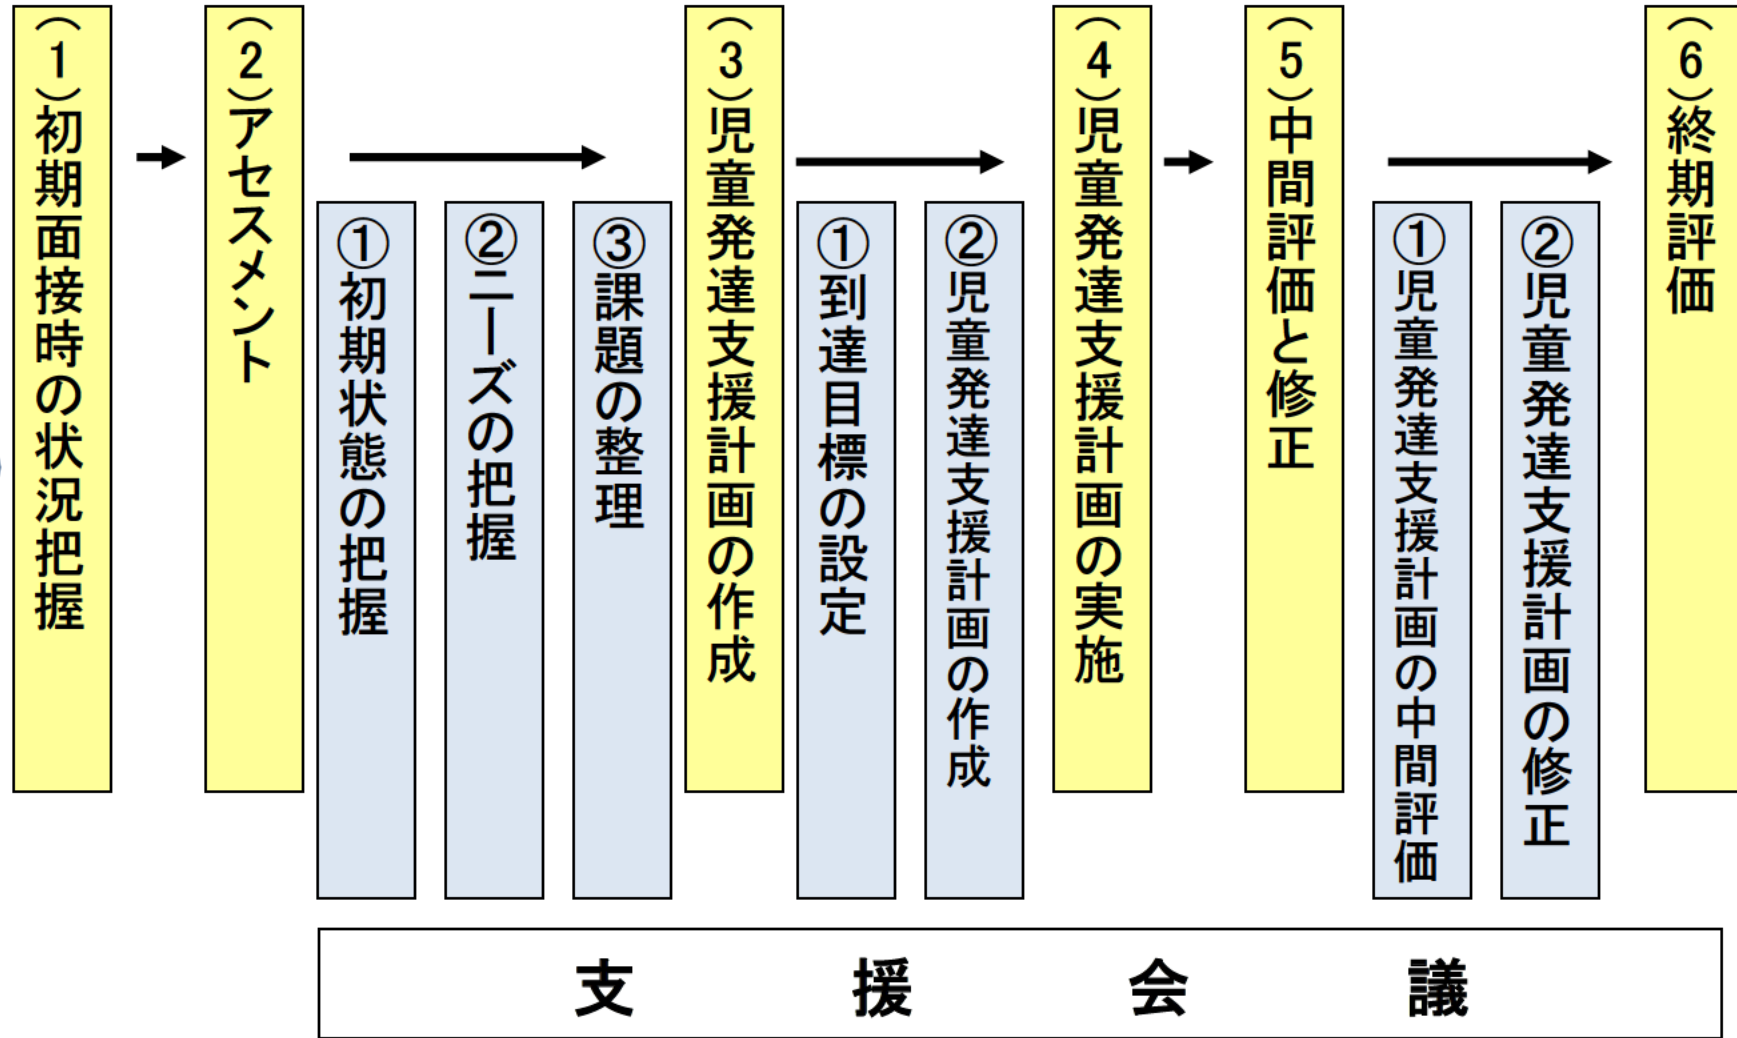 (1)初期面接時の状況把握
(2)アセスメント
①初期状態の把握
②ニーズの把握
③課題の整理
(3)児童発達支援計画の作成
①到達目標の設定
②児童発達支援計画の作成
(4)児童発達支援計画の実施
(5)中間評価と修正
①児童発達支援計画の中間評価
②児童発達支援計画の修正
(6)終期評価
支援会議